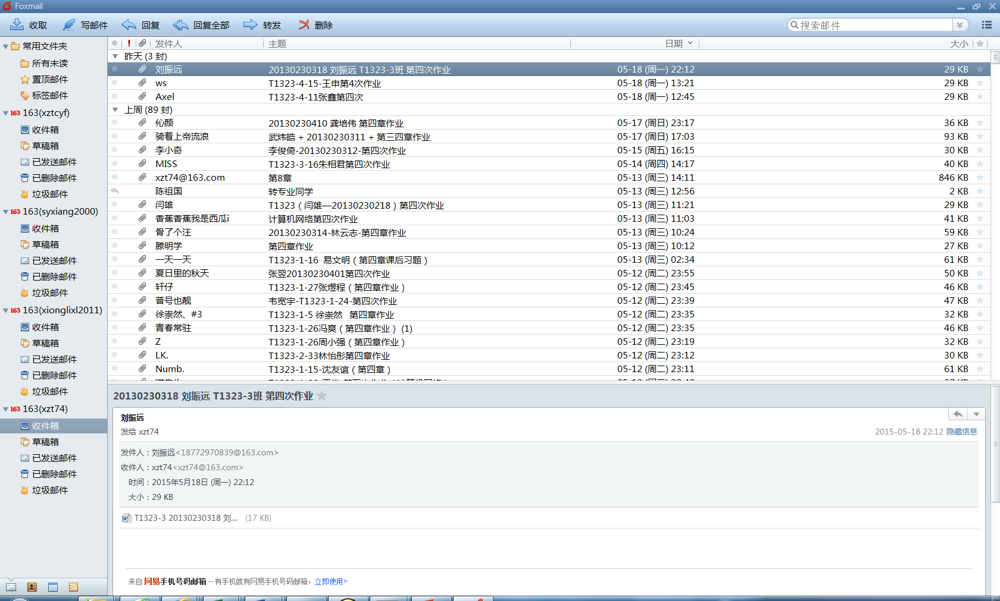 Foxmail
收取 写邮件 回复 回复全部 转发 删除 搜索邮件
常用文件夹
所有未读
置顶邮件
标签邮件
163 163(xztcyf)
收件箱
草稿箱
已发送邮件
已删除邮件
垃圾邮件
163 163(syxiang2000)
收件箱
草稿箱
已发送邮件
已删除邮件
垃圾邮件
163 163(xionglixl2011)
收件箱
草稿箱
已发送邮件
已删除邮件
垃圾邮件
163 163(xzt74)
收件箱
草稿箱
已发送邮件
已删除邮件
垃圾邮件
! 发件人 主题 日期 大小
昨天 (3 封)
刘振远 20130230318 刘振远 T1323-3班 第四次作业 05-18 (周一) 22:12 29 KB
ws T1323-4-15-王申第4次作业 05-18 (周一) 13:21 29 KB
Axel T1323-4-11张鑫第四次 05-18 (周一) 12:45 29 KB
上周 (89 封)
伈颜 20130230410 龚培伟 第四章作业 05-17 (周日) 23:17 36 KB
骑着上帝流浪 武炜皓 + 20130230311 + 第三四章作业 05-17 (周日) 17:03 93 KB
李小奇 李俊倚-20130230312-第四次作业 05-15 (周五) 16:15 30 KB
MISS T1323-3-16朱相君第四次作业 05-14 (周四) 14:17 40 KB
xzt74@163.com 第8章 05-13 (周三) 14:11 846 KB
陈祖国 转专业同学 05-13 (周三) 12:56 2 KB
闫雄 T1323（闫雄—20130230218）第四次作业 05-13 (周三) 11:21 29 KB
香蕉香蕉我是西瓜i 计算机网络第四次作业 05-13 (周三) 11:03 41 KB
骨了个汪 20130230314-林云志-第四章作业 05-13 (周三) 10:24 59 KB
滕明学 第四章作业 05-13 (周三) 10:12 27 KB
一天一天 T1323-1-16 易文明（第四章课后习题） 05-13 (周三) 02:34 61 KB
夏日里的秋天 张翌20130230401第四次作业 05-12 (周二) 23:55 50 KB
轩仔 T1323-1-27张煜程（第四章作业） 05-12 (周二) 23:45 46 KB
普号也靓 韦宽宇-T1323-1-24-第四次作业 05-12 (周二) 23:39 47 KB
徐崇然、#3 T1323-1-5 徐崇然 第四章作业 05-12 (周二) 23:35 32 KB
青春常驻 T1323-1-26冯爽（第四章作业） (1) 05-12 (周二) 23:35 46 KB
Z T1323-1-26周小强（第四章作业） 05-12 (周二) 23:19 32 KB
LK. T1323-2-33林怡彤第四章作业 05-12 (周二) 23:12 30 KB
Numb. T1323-1-15-沈友谊（第四章） 05-12 (周二) 23:11 61 KB
20130230318 刘振远 T1323-3班 第四次作业
刘振远
发给 xzt74 2015-05-18 22:12 隐藏信息
发件人：刘振远<18772970839@163.com>
收件人：xzt74<xzt74@163.com>
时间：2015年5月18日 (周一) 22:12
大小：29 KB
T1323-3 20130230318 刘... (17 KB)
来自 网易手机号码邮箱 -- 有手机就有网易手机号码邮箱，立即使用>